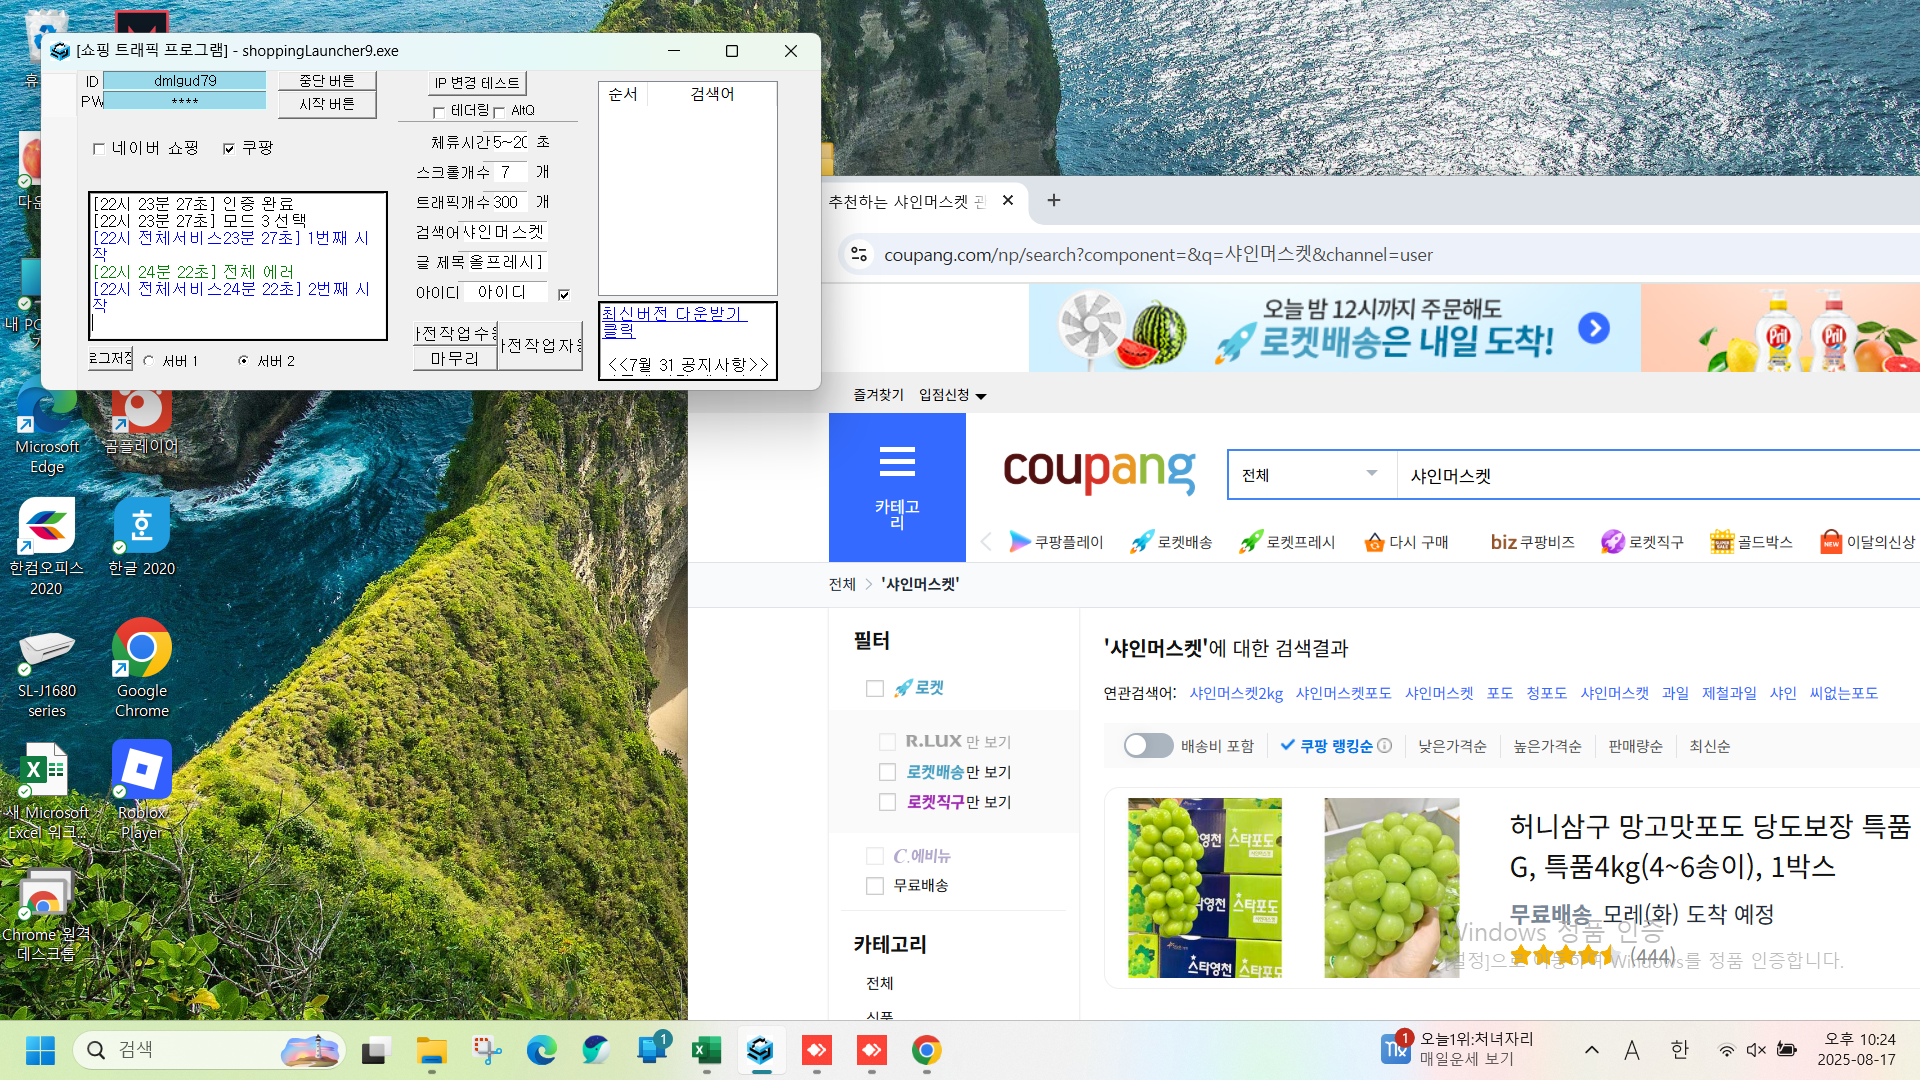 [쇼핑 트래픽 프로그램] - shoppingLauncher9.exe
ID dmlgud79 중단 버튼
PW **** 시작 버튼
네이버 쇼핑 쿠팡
[22시 23분 27초] 인증 완료
[22시 23분 27초] 모드 3 선택
[22시 전체서비스23분 27초] 1번째 시
작
[22시 24분 22초] 전체 에러
[22시 전체서비스24분 22초] 2번째 시
작
서버 1 서버 2
IP 변경 테스트
테더링 AltQ
체류시간 5~20 초
스크롤개수 7 개
트래픽개수 300 개
검색어 샤인머스켓
글 제목 올프레시]
아이디 아이디
마무리
순서 검색어
최신버전 다운받기
클릭
<<7월 31 공지사항>>
추천하는 샤인머스켓 관
coupang.com/np/search?component=&q=샤인머스켓&channel=user
오늘 밤 12시까지 주문해도
로켓배송은 내일 도착!
Pril Pril
즐겨찾기 입점신청
카테고
리
coupang
전체 샤인머스켓
쿠팡플레이 로켓배송 로켓프레시 다시 구매 biz 쿠팡비즈 로켓직구 골드박스 NEW 이달의신상
전체 > '샤인머스켓'
필터
로켓
R.LUX 만 보기
로켓배송만 보기
로켓직구만 보기
C.에비뉴
무료배송
카테고리
전체
식품
'샤인머스켓'에 대한 검색결과
연관검색어: 샤인머스켓2kg 샤인머스켓포도 샤인머스켓 포도 청포도 샤인머스캣 과일 제철과일 샤인 씨없는포도
배송비 포함 쿠팡 랭킹순 낮은가격순 높은가격순 판매량순 최신순
영천 스타포도
영천 스타포도
스타영천 스타포도
허니삼구 망고맛포도 당도보장 특품
G, 특품4kg(4~6송이), 1박스
무료배송 모레(화) 도착 예정
(444)
Windows 정품 인증
Windows를 정품 인증합니다.
Microsoft
Edge
곰플레이어
한컴오피스
2020
한글 2020
SL-J1680
series
Google
Chrome
새 Microsoft
Excel 워크...
Roblox
Player
Chrome 원격
데스크톱
검색
1
1
오늘1위:처녀자리
매일운세 보기
A 한
오후 10:24
2025-08-17